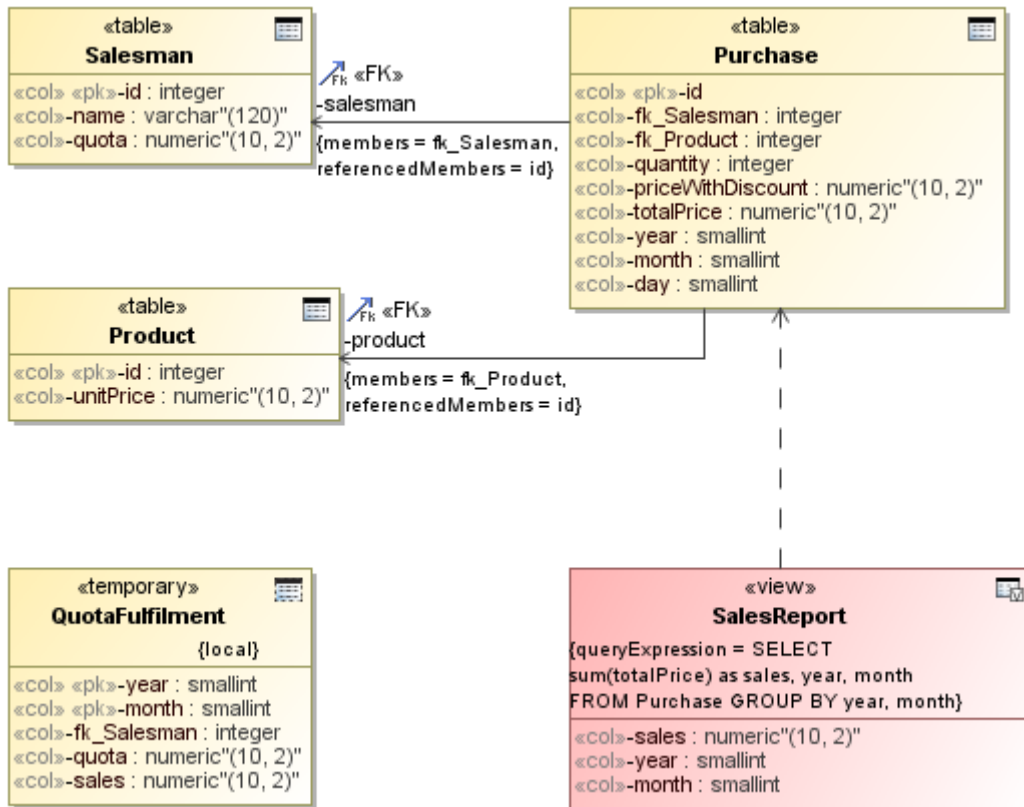 «table»
Salesman
«col» «pk»-id : integer
«col»-name : varchar"(120)"
«col»-quota : numeric"(10, 2)"
Fk «FK»
-salesman
{members = fk_Salesman,
referencedMembers = id}
«table»
Purchase
«col» «pk»-id
«col»-fk_Salesman : integer
«col»-fk_Product : integer
«col»-quantity : integer
«col»-priceWithDiscount : numeric"(10, 2)"
«col»-totalPrice : numeric"(10, 2)"
«col»-year : smallint
«col»-month : smallint
«col»-day : smallint
«table»
Product
«col» «pk»-id : integer
«col»-unitPrice : numeric"(10, 2)"
Fk «FK»
-product
{members = fk_Product,
referencedMembers = id}
«temporary»
QuotaFulfilment
{local}
«col» «pk»-year : smallint
«col» «pk»-month : smallint
«col»-fk_Salesman : integer
«col»-quota : numeric"(10, 2)"
«col»-sales : numeric"(10, 2)"
«view»
SalesReport
{queryExpression = SELECT
sum(totalPrice) as sales, year, month
FROM Purchase GROUP BY year, month}
«col»-sales : numeric"(10, 2)"
«col»-year : smallint
«col»-month : smallint